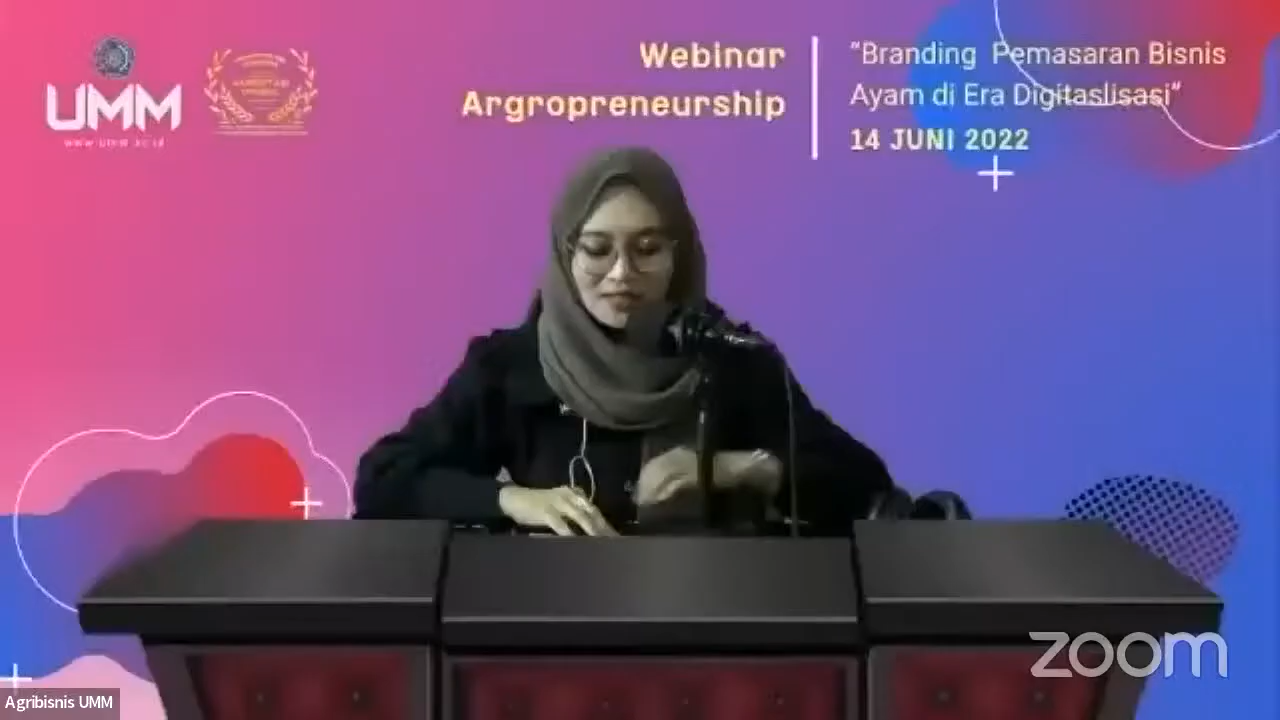 UMM
www.umm.ac.id
Webinar
Argropreneurship
“Branding Pemasaran Bisnis
Ayam di Era Digitaslisasi”
14 JUNI 2022
zoom
Agribisnis UMM